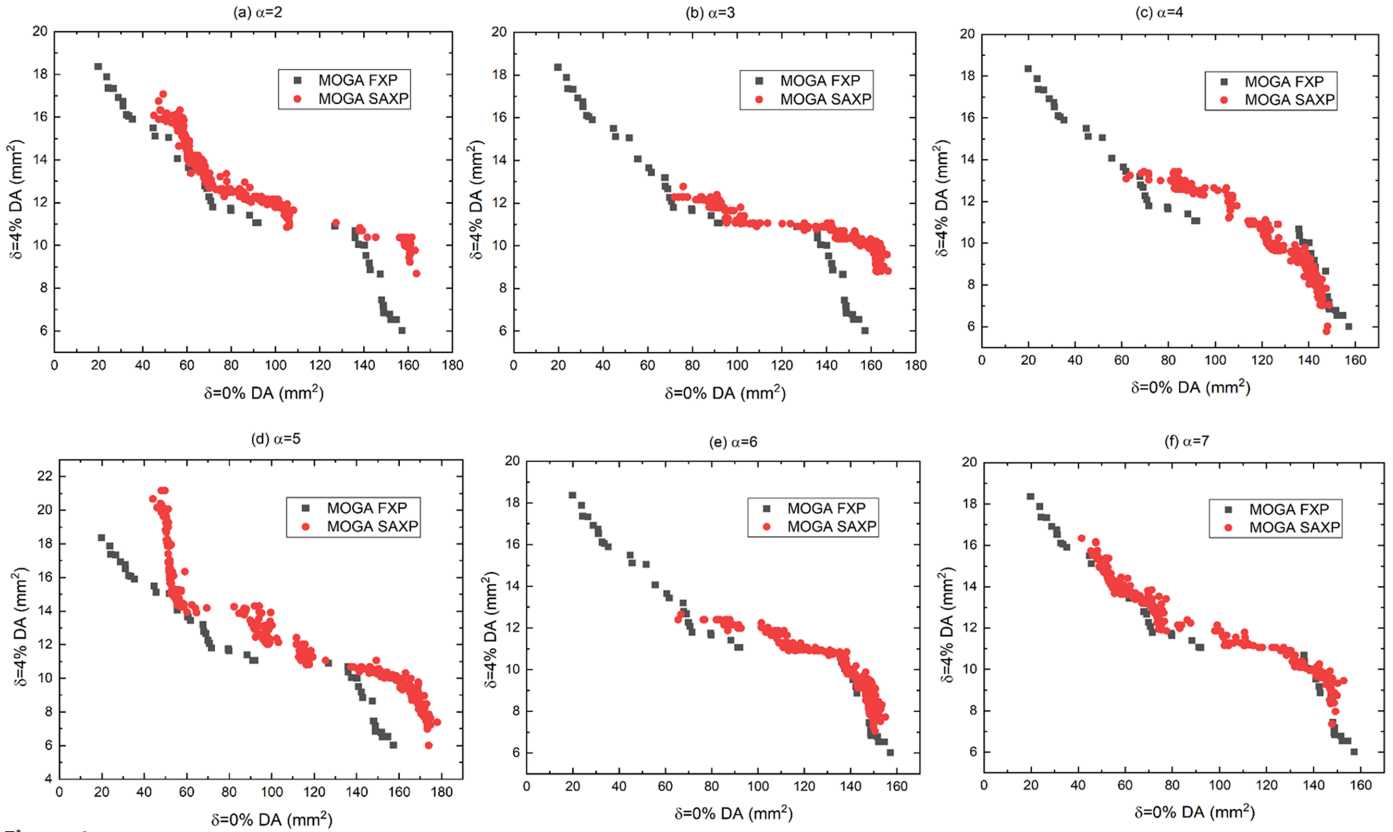 (a) α=2
20
18
16
14
12
10
8
6
δ=4% DA (mm²)
MOGA FXP
MOGA SAXP
0 20 40 60 80 100 120 140 160 180
δ=0% DA (mm²)
(b) α=3
20
18
16
14
12
10
8
6
δ=4% DA (mm²)
MOGA FXP
MOGA SAXP
0 20 40 60 80 100 120 140 160 180
δ=0% DA (mm²)
(c) α=4
20
18
16
14
12
10
8
6
δ=4% DA (mm²)
MOGA FXP
MOGA SAXP
0 20 40 60 80 100 120 140 160
δ=0% DA (mm²)
(d) α=5
22
20
18
16
14
12
10
8
6
4
δ=4% DA (mm²)
MOGA FXP
MOGA SAXP
0 20 40 60 80 100 120 140 160 180
δ=0% DA (mm²)
(e) α=6
20
18
16
14
12
10
8
6
δ=4% DA (mm²)
MOGA FXP
MOGA SAXP
0 20 40 60 80 100 120 140 160
δ=0% DA (mm²)
(f) α=7
20
18
16
14
12
10
8
6
δ=4% DA (mm²)
MOGA FXP
MOGA SAXP
0 20 40 60 80 100 120 140 160
δ=0% DA (mm²)